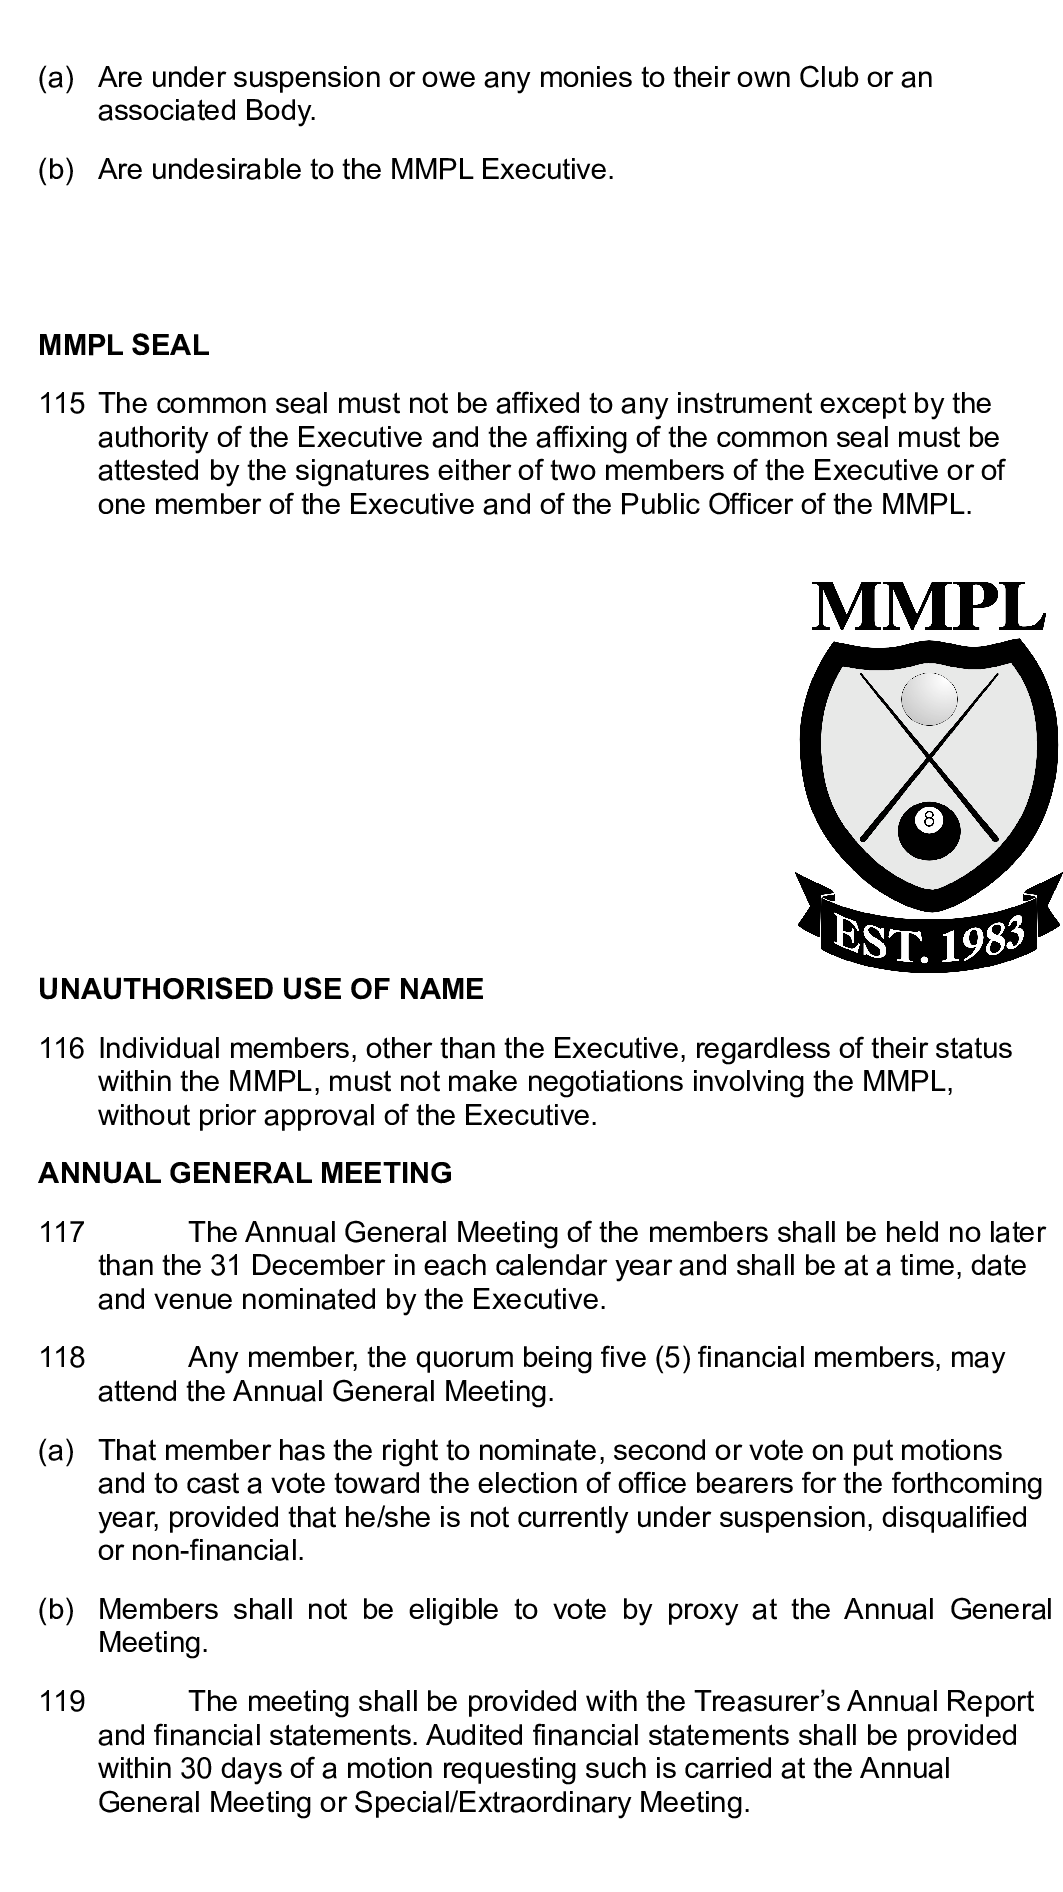 (a) Are under suspension or owe any monies to their own Club or an
associated Body.
(b) Are undesirable to the MMPL Executive.
MMPL SEAL
115 The common seal must not be affixed to any instrument except by the
authority of the Executive and the affixing of the common seal must be
attested by the signatures either of two members of the Executive or of
one member of the Executive and of the Public Officer of the MMPL.
MMPL
8
EST. 1983
UNAUTHORISED USE OF NAME
116 Individual members, other than the Executive, regardless of their status
within the MMPL, must not make negotiations involving the MMPL,
without prior approval of the Executive.
ANNUAL GENERAL MEETING
117 The Annual General Meeting of the members shall be held no later
than the 31 December in each calendar year and shall be at a time, date
and venue nominated by the Executive.
118 Any member, the quorum being five (5) financial members, may
attend the Annual General Meeting.
(a) That member has the right to nominate, second or vote on put motions
and to cast a vote toward the election of office bearers for the forthcoming
year, provided that he/she is not currently under suspension, disqualified
or non-financial.
(b) Members shall not be eligible to vote by proxy at the Annual General
Meeting.
119 The meeting shall be provided with the Treasurer’s Annual Report
and financial statements. Audited financial statements shall be provided
within 30 days of a motion requesting such is carried at the Annual
General Meeting or Special/Extraordinary Meeting.